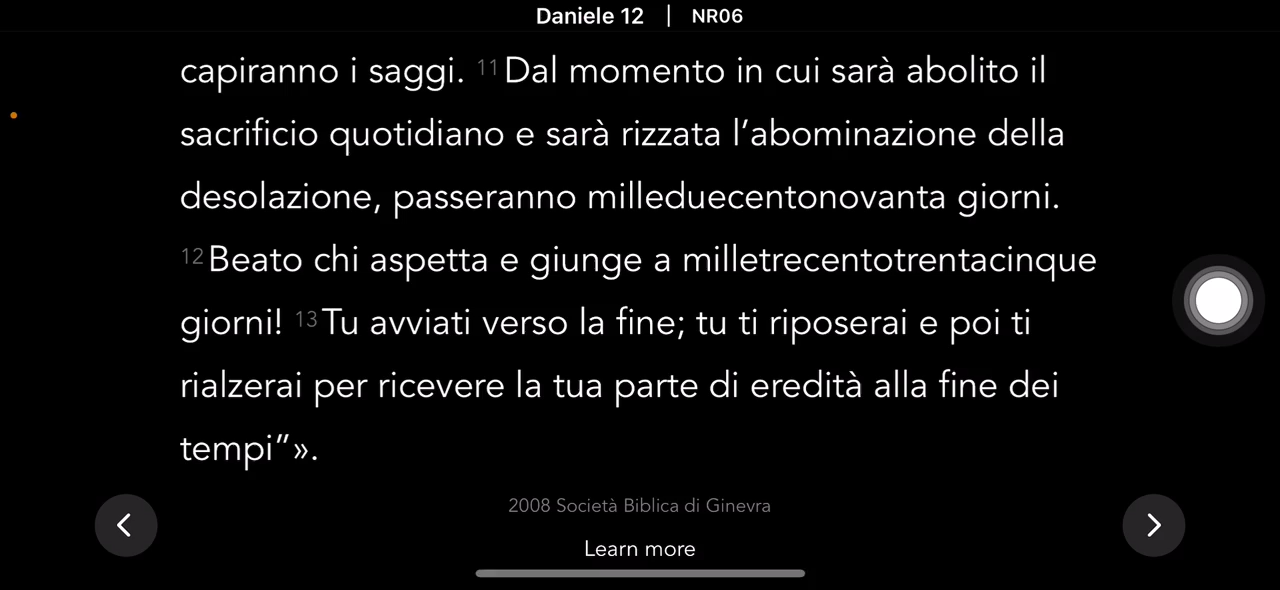 Daniele 12 | NR06
capiranno i saggi. 11 Dal momento in cui sarà abolito il
sacrificio quotidiano e sarà rizzata l’abominazione della
desolazione, passeranno milleduecentonovanta giorni.
12 Beato chi aspetta e giunge a milletrecentotrentacinque
giorni! 13 Tu avviati verso la fine; tu ti riposerai e poi ti
rialzerai per ricevere la tua parte di eredità alla fine dei
tempi”».
2008 Società Biblica di Ginevra
Learn more